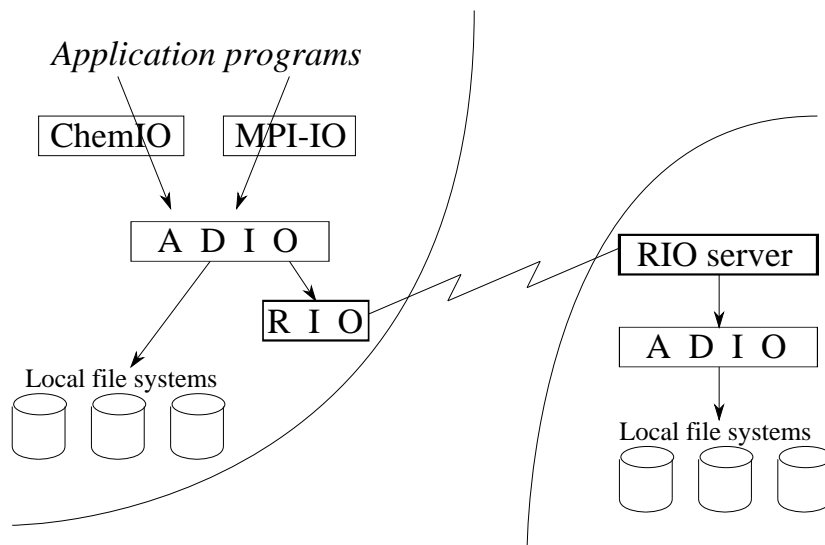 Application programs
ChemIO
MPI-IO
A D I O
R I O
Local file systems
RIO server
A D I O
Local file systems